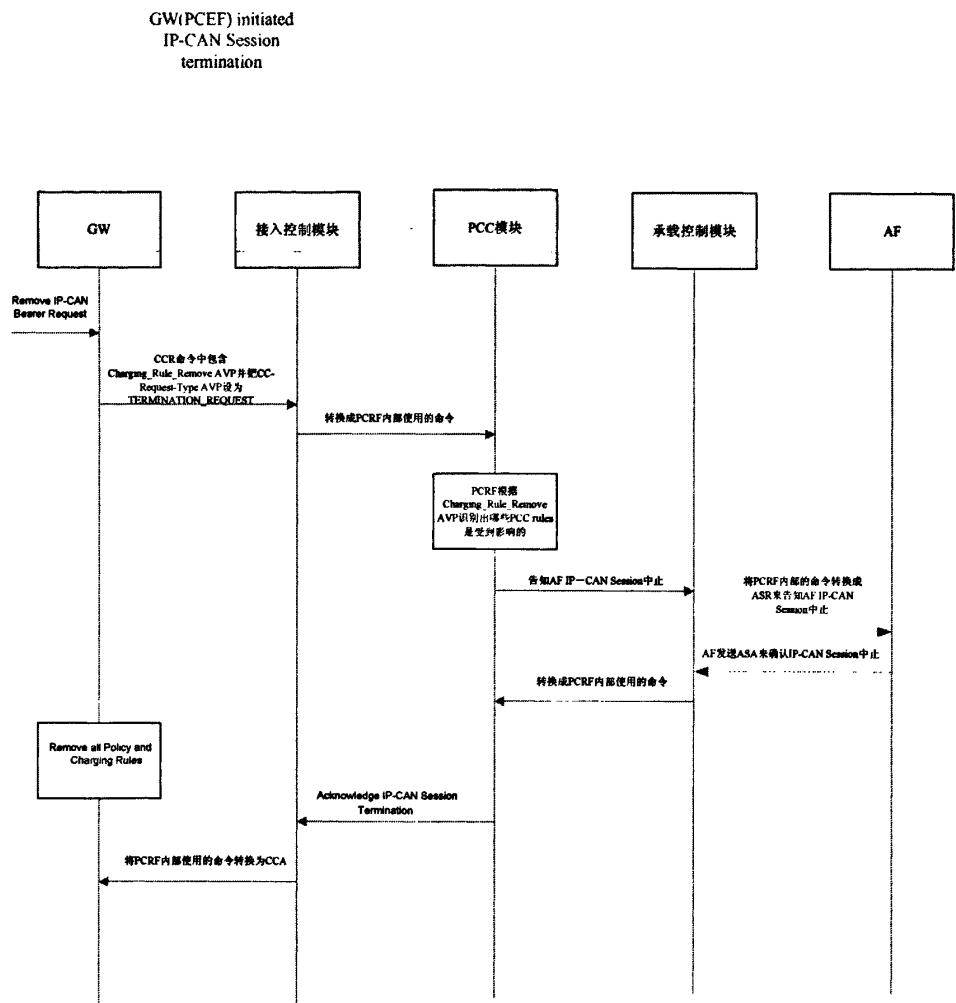 GW(PCEF) initiated
IP-CAN Session
termination
GW
接入控制模块
PCC模块
承载控制模块
AF
Remove IP-CAN
Bearer Request
CCR命令中包含
Charging_Rule_Remove AVP并把CC-
Request-Type AVP设为
TERMINATION_REQUEST
转换成PCRF内部使用的命令
PCRF根据
Charging_Rule_Remove
AVP识别出哪些PCC rules
是受到影响的
告知AF IP－CAN Session中止
将PCRF内部的命令转换成
ASR来告知AF IP-CAN
Session中止
AF发送ASA来确认IP-CAN Session中止
转换成PCRF内部使用的命令
Remove all Policy and
Charging Rules
Acknowledge IP-CAN Session
Termination
将PCRF内部使用的命令转换为CCA